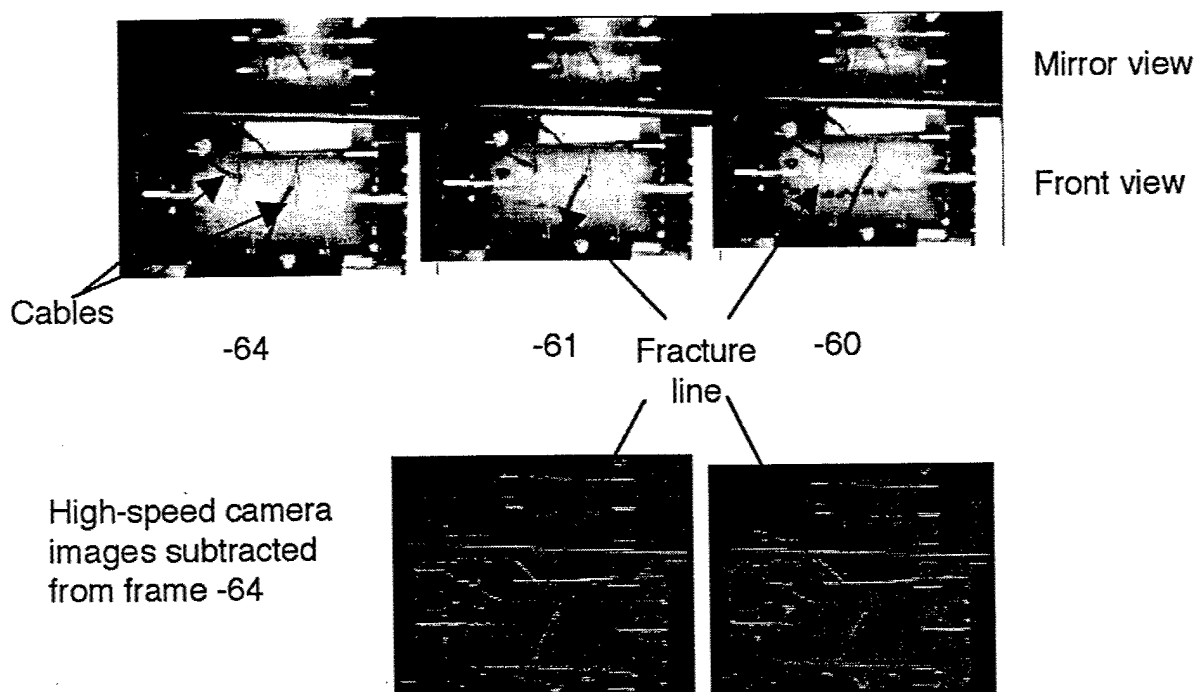 Mirror view
Front view
Cables
-64
-61
Fracture
line
-60
High-speed camera
images subtracted
from frame -64